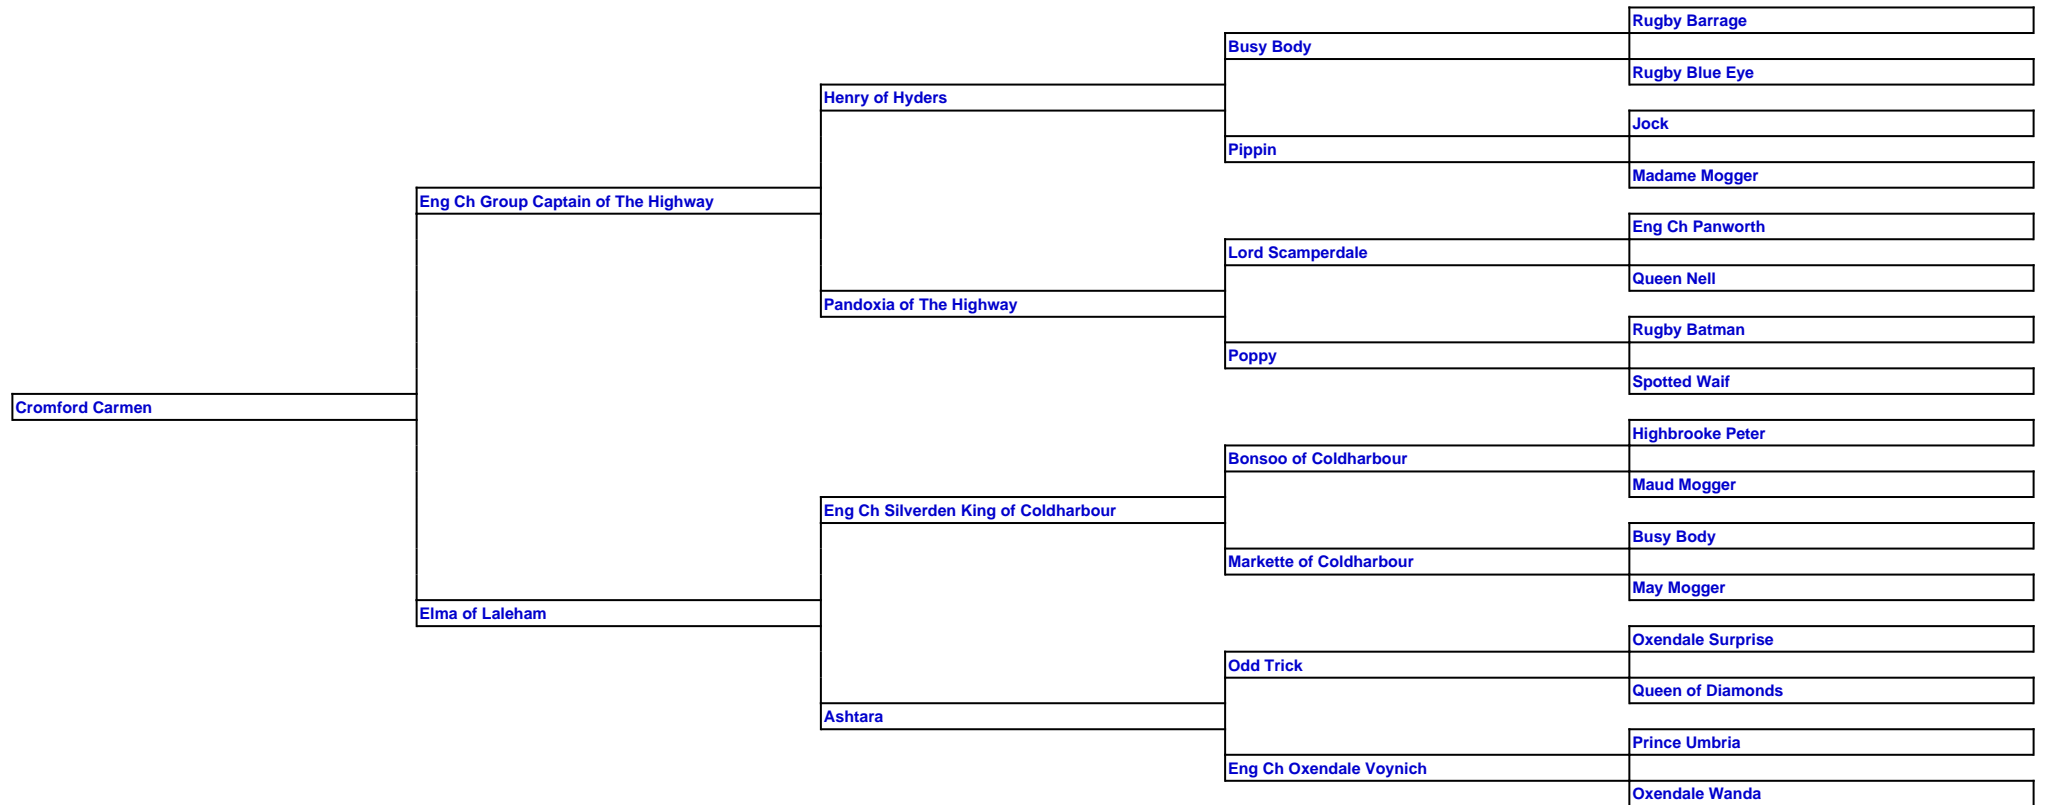 Rugby Barrage
Busy Body
Rugby Blue Eye
Henry of Hyders
Jock
Pippin
Madame Mogger
Eng Ch Group Captain of The Highway
Eng Ch Panworth
Lord Scamperdale
Queen Nell
Pandoxia of The Highway
Rugby Batman
Poppy
Spotted Waif
Cromford Carmen
Highbrooke Peter
Bonsoo of Coldharbour
Maud Mogger
Eng Ch Silverden King of Coldharbour
Busy Body
Markette of Coldharbour
May Mogger
Elma of Laleham
Oxendale Surprise
Odd Trick
Queen of Diamonds
Ashtara
Prince Umbria
Eng Ch Oxendale Voynich
Oxendale Wanda